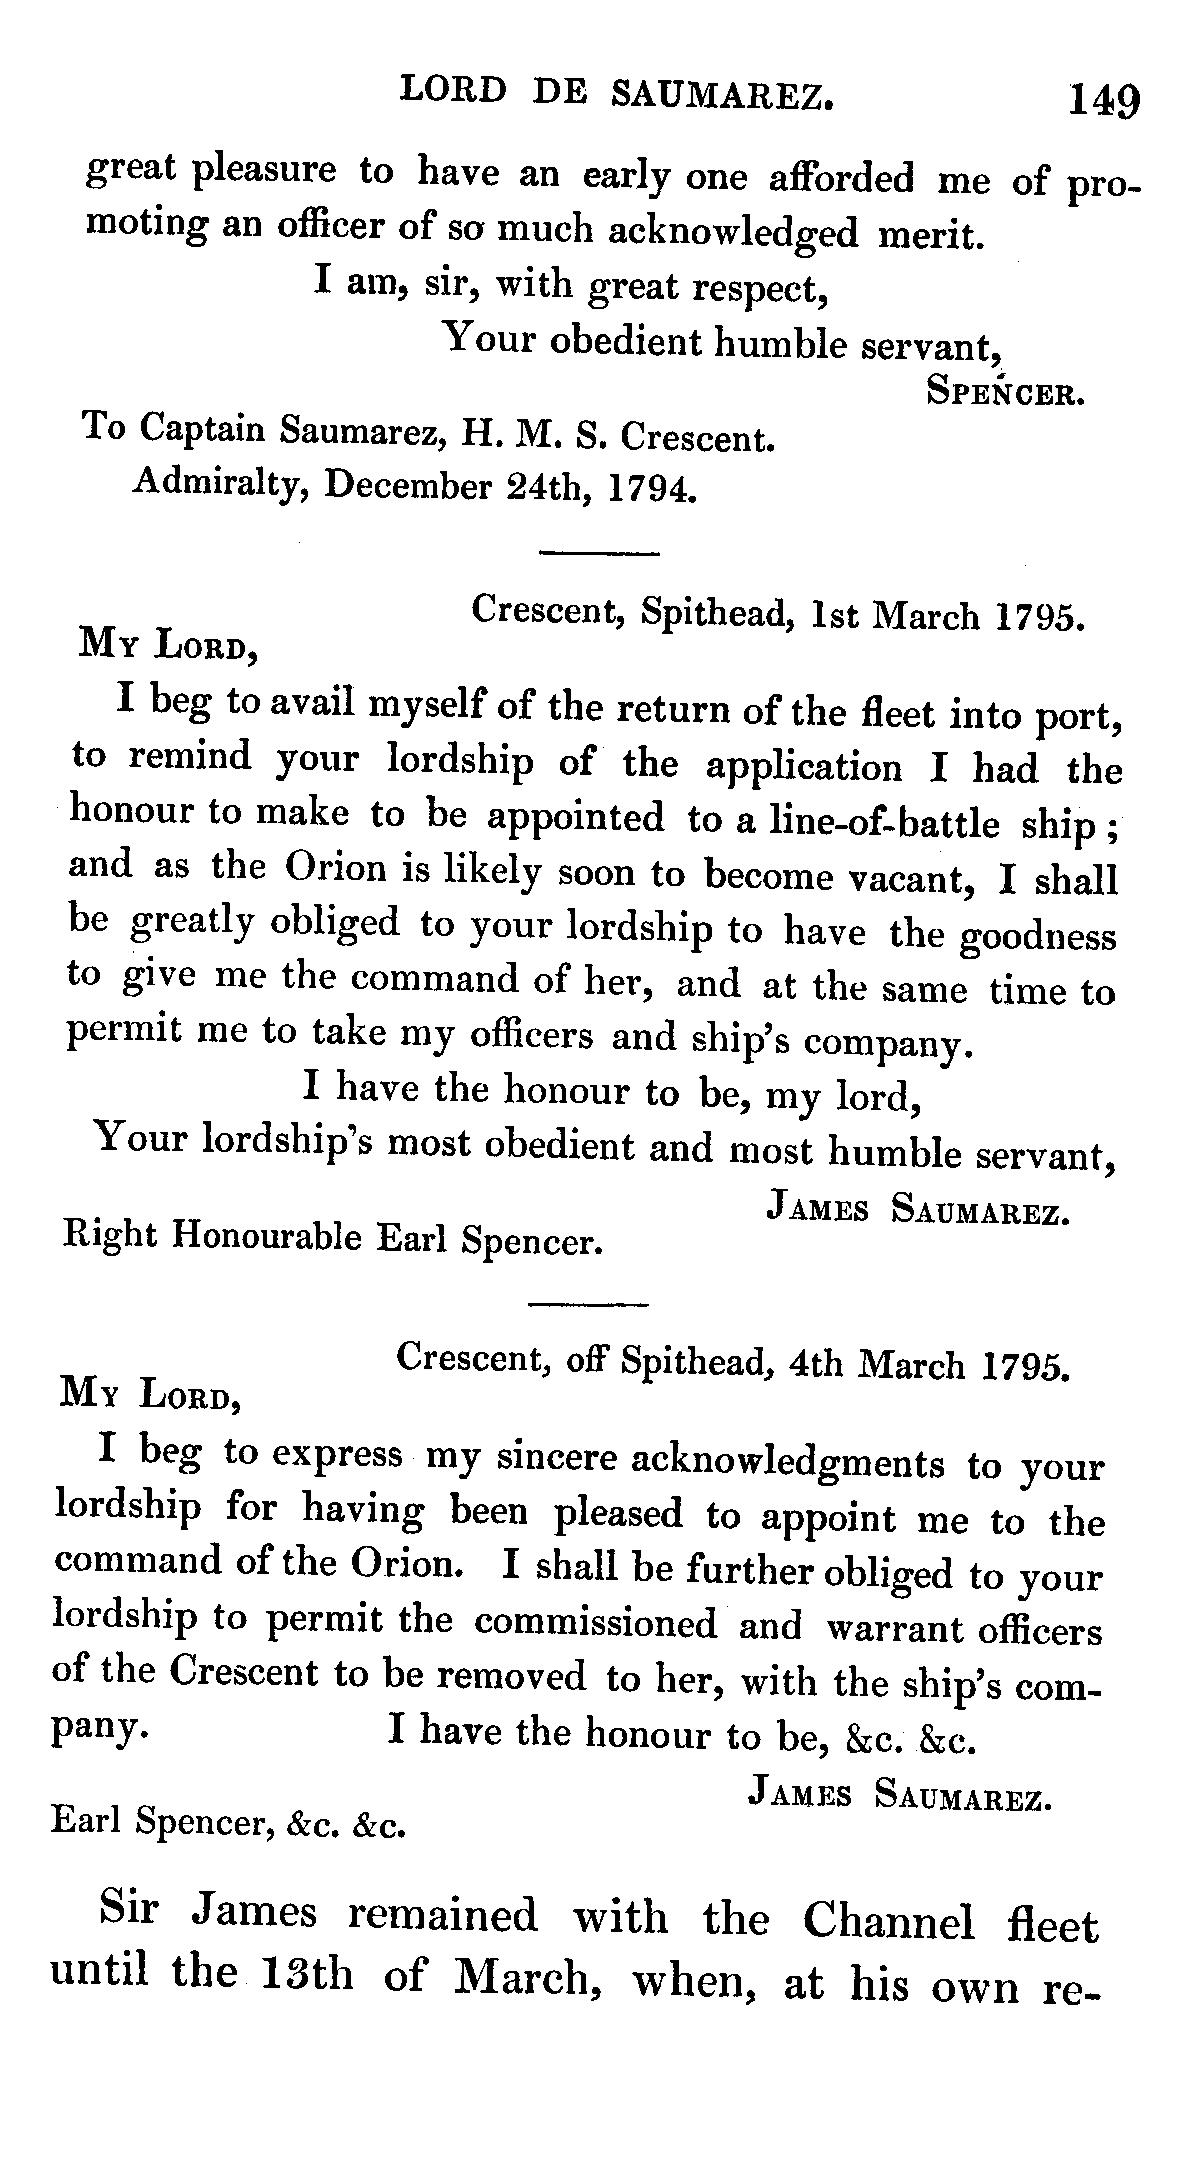 LORD DE SAUMAREZ. 149
great pleasure to have an early one afforded me of pro-
moting an officer of so much acknowledged merit.
I am, sir, with great respect,
Your obedient humble servant,
SPENCER.
To Captain Saumarez, H. M. S. Crescent.
Admiralty, December 24th, 1794.
Crescent, Spithead, 1st March 1795.
MY LORD,
I beg to avail myself of the return of the fleet into port,
to remind your lordship of the application I had the
honour to make to be appointed to a line-of-battle ship ;
and as the Orion is likely soon to become vacant, I shall
be greatly obliged to your lordship to have the goodness
to give me the command of her, and at the same time to
permit me to take my officers and ship's company.
I have the honour to be, my lord,
Your lordship's most obedient and most humble servant,
JAMES SAUMAREZ.
Right Honourable Earl Spencer.
Crescent, off Spithead, 4th March 1795.
MY LORD,
I beg to express my sincere acknowledgments to your
lordship for having been pleased to appoint me to the
command of the Orion. I shall be further obliged to your
lordship to permit the commissioned and warrant officers
of the Crescent to be removed to her, with the ship's com-
pany. I have the honour to be, &c. &c.
JAMES SAUMAREZ.
Earl Spencer, &c. &c.
Sir James remained with the Channel fleet
until the 13th of March, when, at his own re-